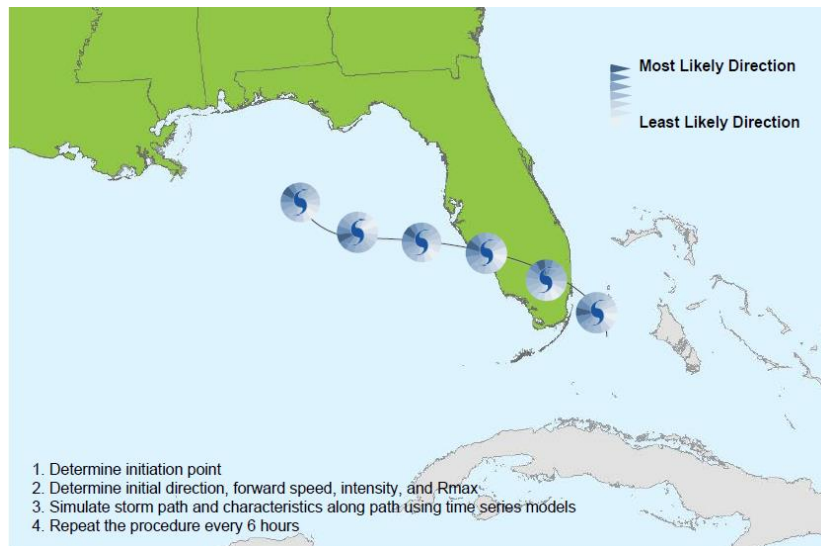 Most Likely Direction
Least Likely Direction
1. Determine initiation point
2. Determine initial direction, forward speed, intensity, and Rmax
3. Simulate storm path and characteristics along path using time series models
4. Repeat the procedure every 6 hours